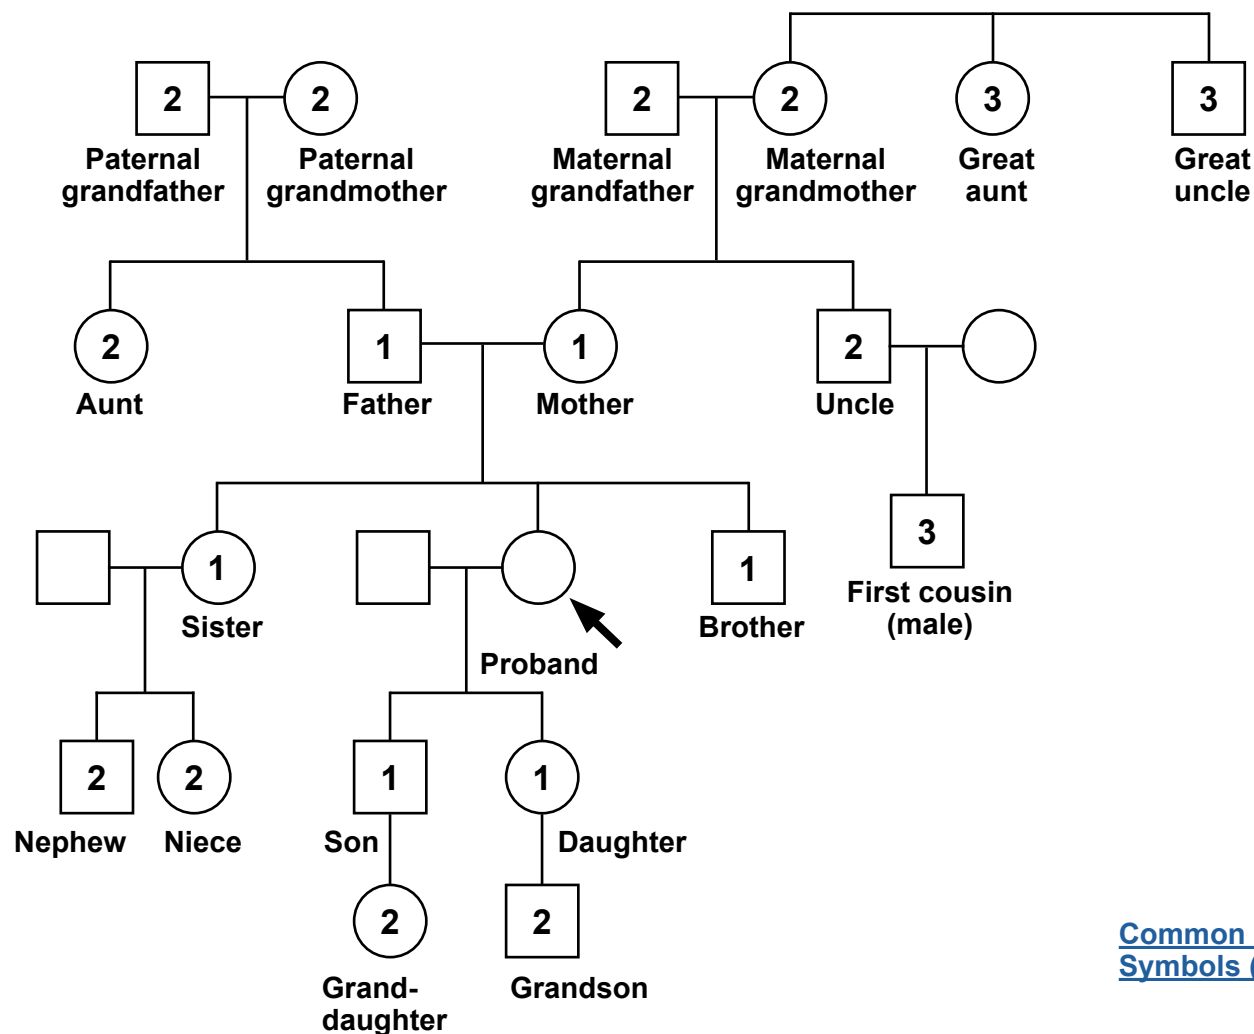 2
2
2
2
3
3
Paternal
grandfather
Paternal
grandmother
Maternal
grandfather
Maternal
grandmother
Great
aunt
Great
uncle
2
1
1
2
Aunt
Father
Mother
Uncle
1
1
3
Sister
Brother
First cousin
(male)
Proband
2
2
1
1
Nephew
Niece
Son
Daughter
2
2
Grand-
daughter
Grandson
Common
Symbols (